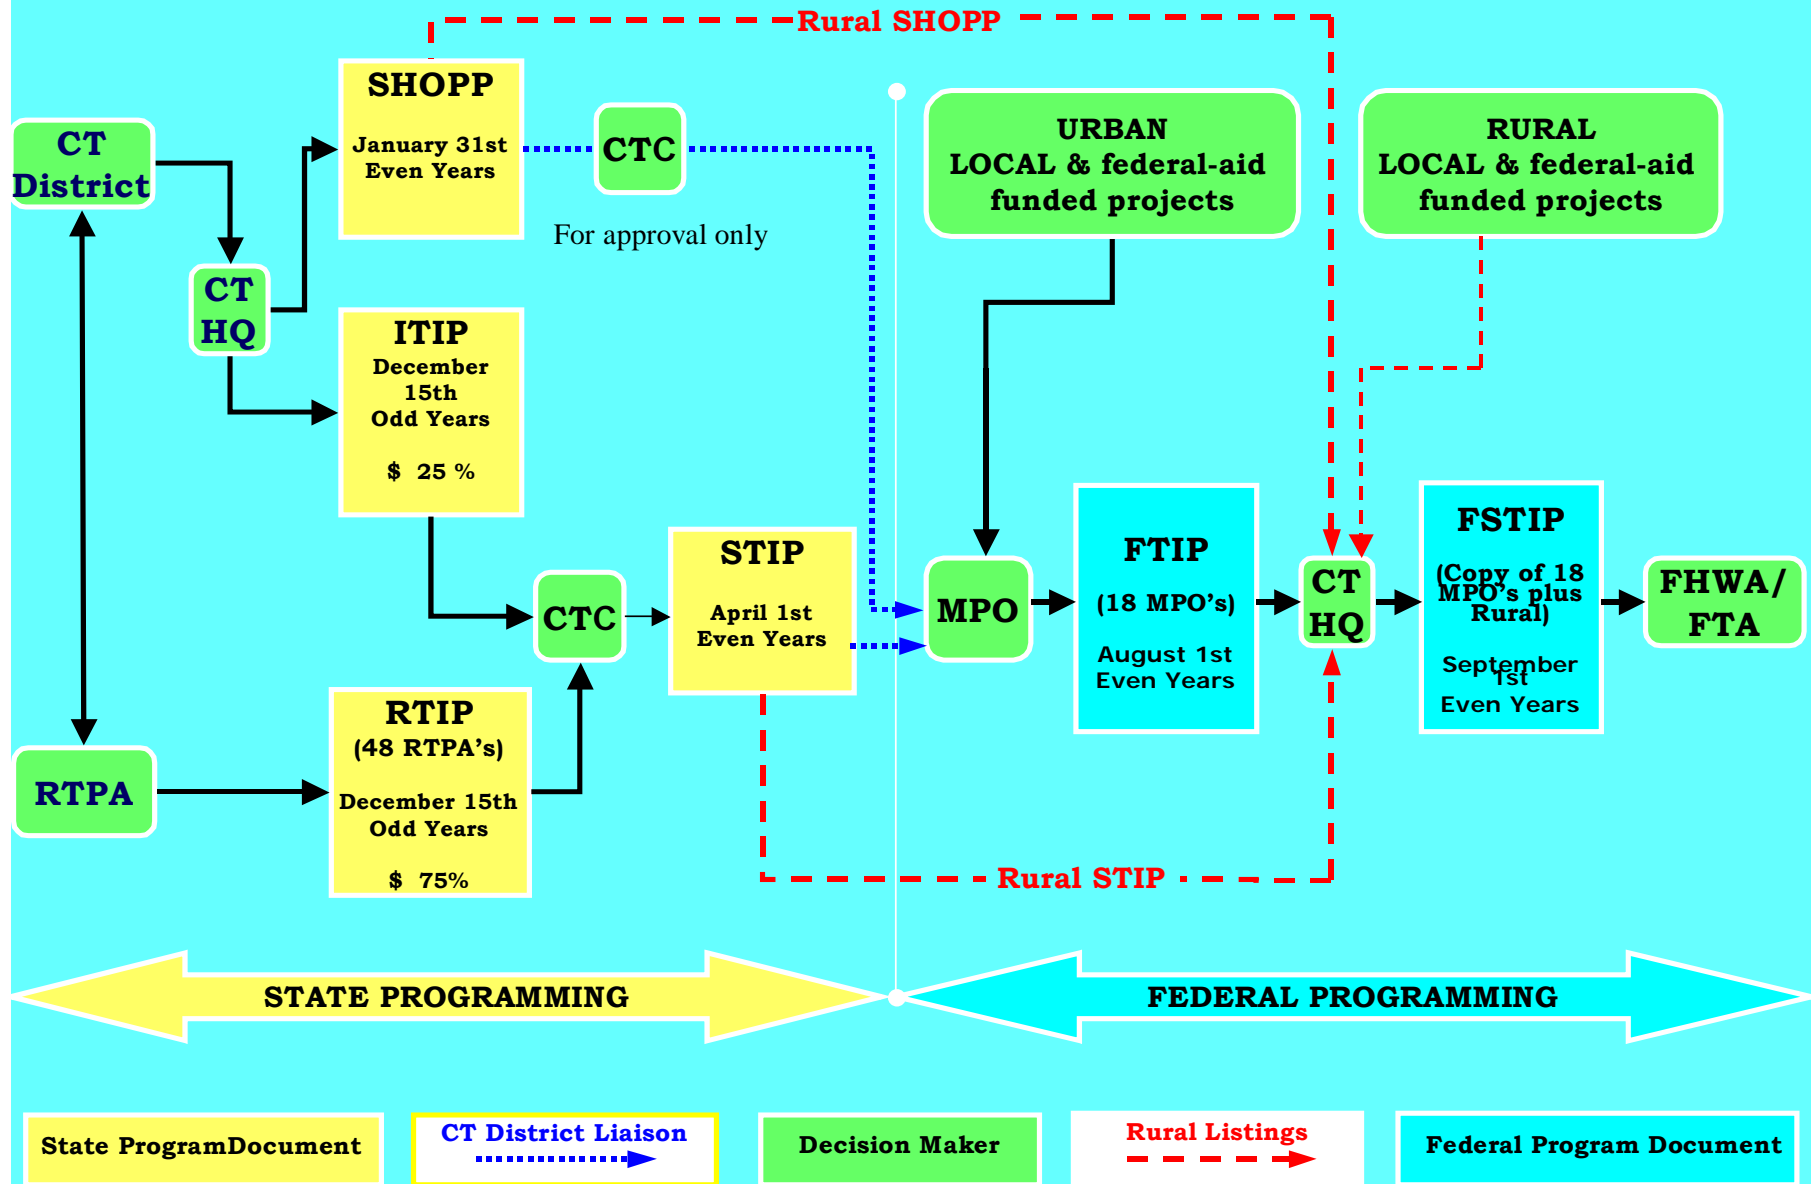 Rural SHOPP
SHOPP
January 31st
Even Years
CTC
For approval only
CT
District
CT
HQ
ITIP
December
15th
Odd Years
$ 25 %
CTC
STIP
April 1st
Even Years
RTPA
RTIP
(48 RTPA's)
December 15th
Odd Years
$ 75%
Rural STIP
URBAN
LOCAL & federal-aid
funded projects
RURAL
LOCAL & federal-aid
funded projects
MPO
FTIP
(18 MPO's)
August 1st
Even Years
CT
HQ
FSTIP
(Copy of 18
MPO's plus
Rural)
September
1st
Even Years
FHWA/
FTA
STATE PROGRAMMING
FEDERAL PROGRAMMING
State ProgramDocument
CT District Liaison
Decision Maker
Rural Listings
Federal Program Document